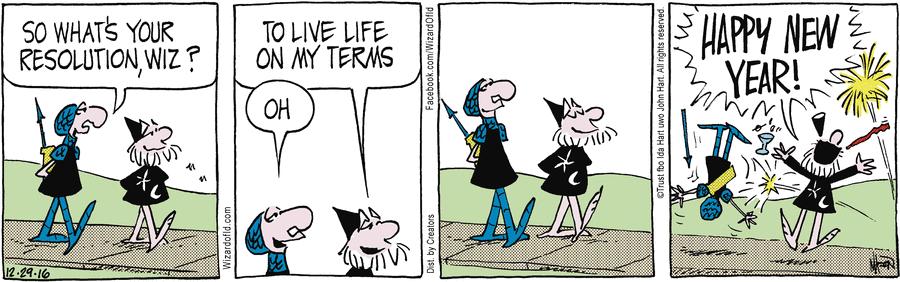 SO WHAT'S YOUR
RESOLUTION, WIZ?
12-29-16
TO LIVE LIFE
ON MY TERMS
OH
Wizardofid.com
Facebook.com/WizardOfId
Dist. by Creators
©Trust fbo Ida Hart uwo John Hart. All rights reserved.
HAPPY NEW
YEAR!